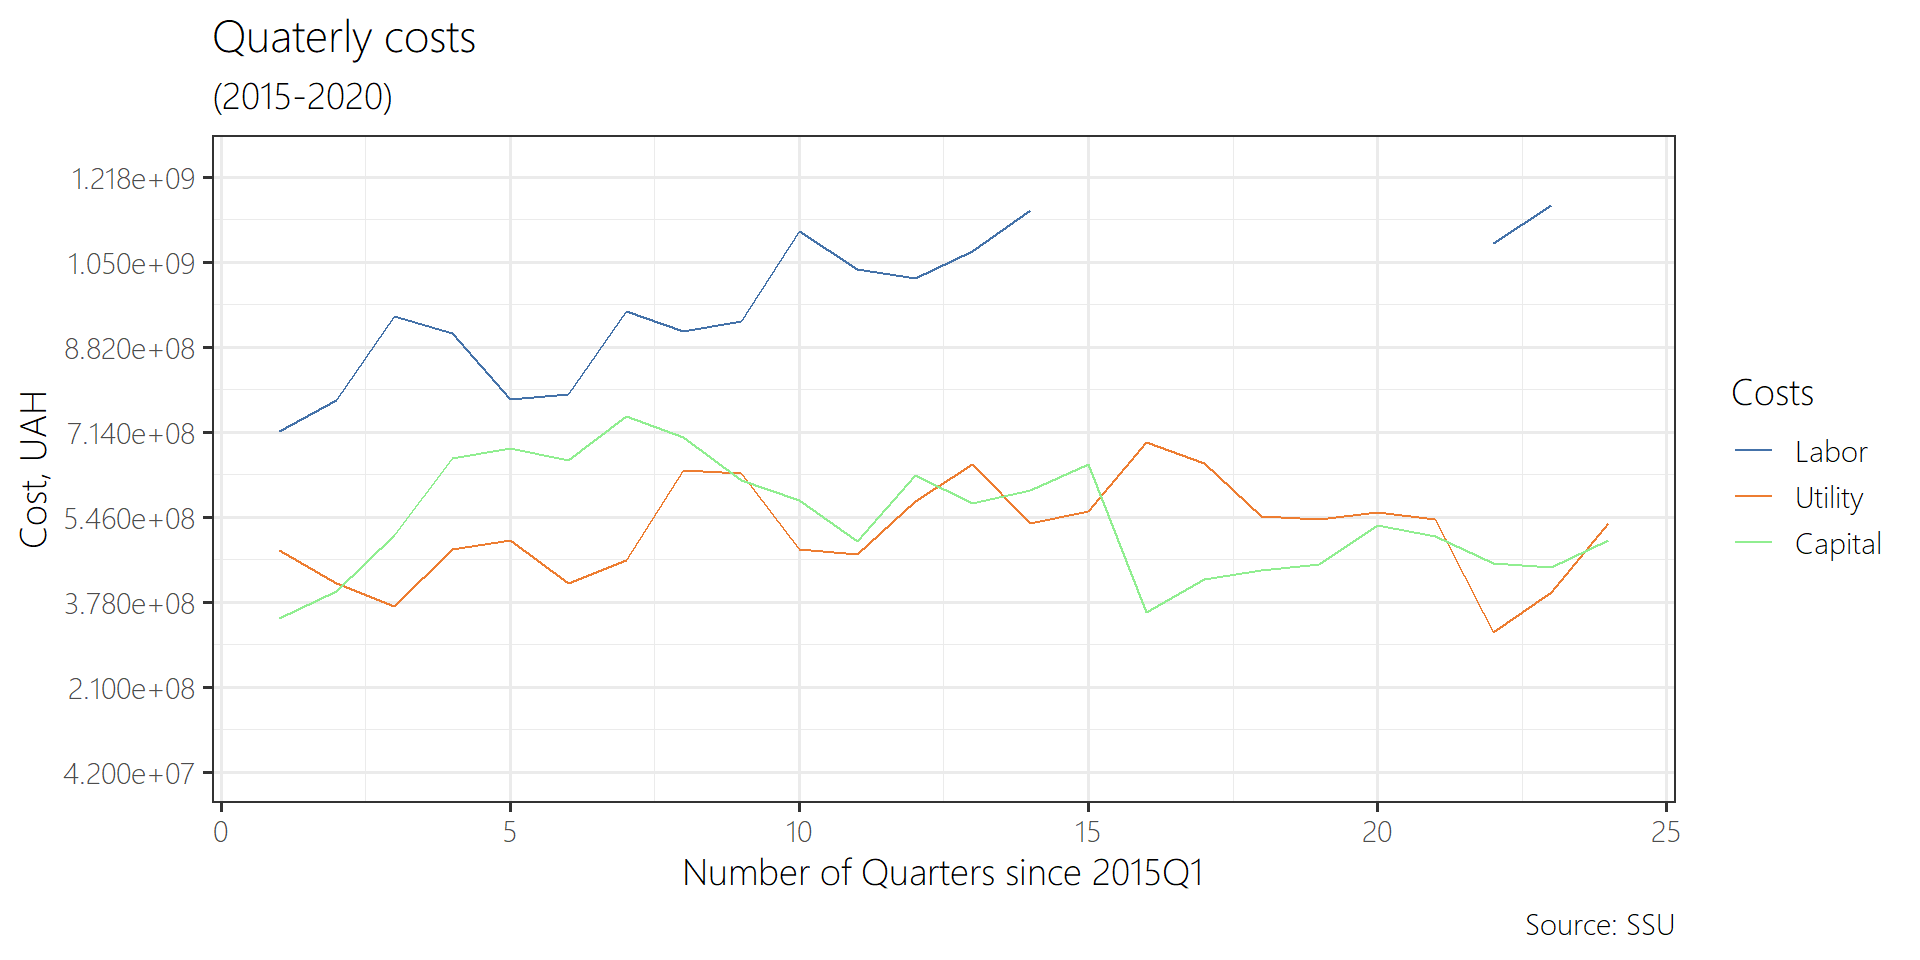 Quaterly costs
(2015-2020)
Cost, UAH
1.218e+09
1.050e+09
8.820e+08
7.140e+08
5.460e+08
3.780e+08
2.100e+08
4.200e+07
0 5 10 15 20 25
Number of Quarters since 2015Q1
Costs
Labor
Utility
Capital
Source: SSU